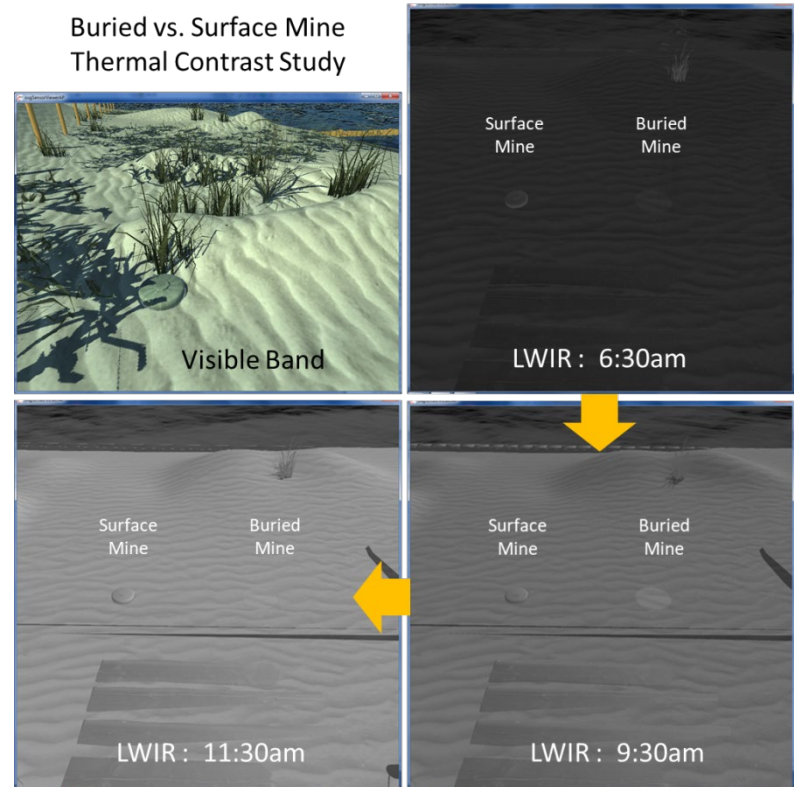 Buried vs. Surface Mine
Thermal Contrast Study
Visible Band
Surface
Mine
Buried
Mine
LWIR : 6:30am
Surface
Mine
Buried
Mine
LWIR : 11:30am
Surface
Mine
Buried
Mine
LWIR : 9:30am